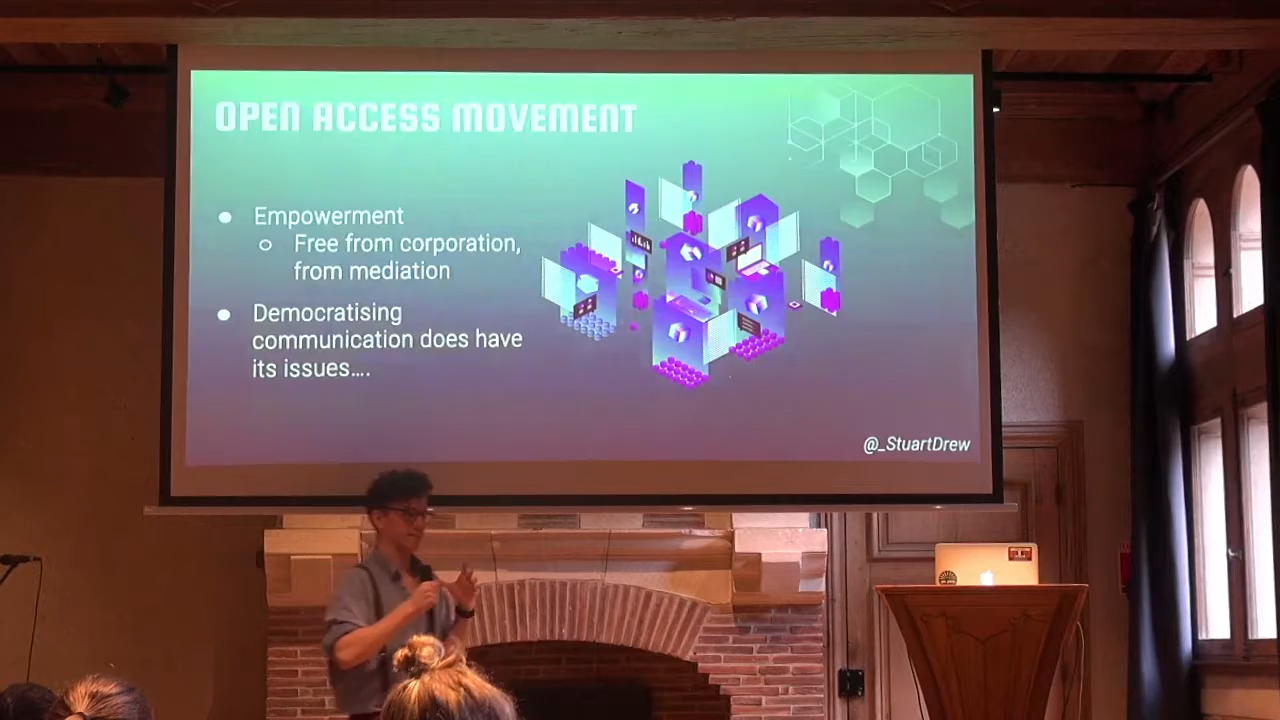 OPEN ACCESS MOVEMENT
Empowerment
Free from corporation,
from mediation
Democratising
communication does have
its issues....
@_StuartDrew